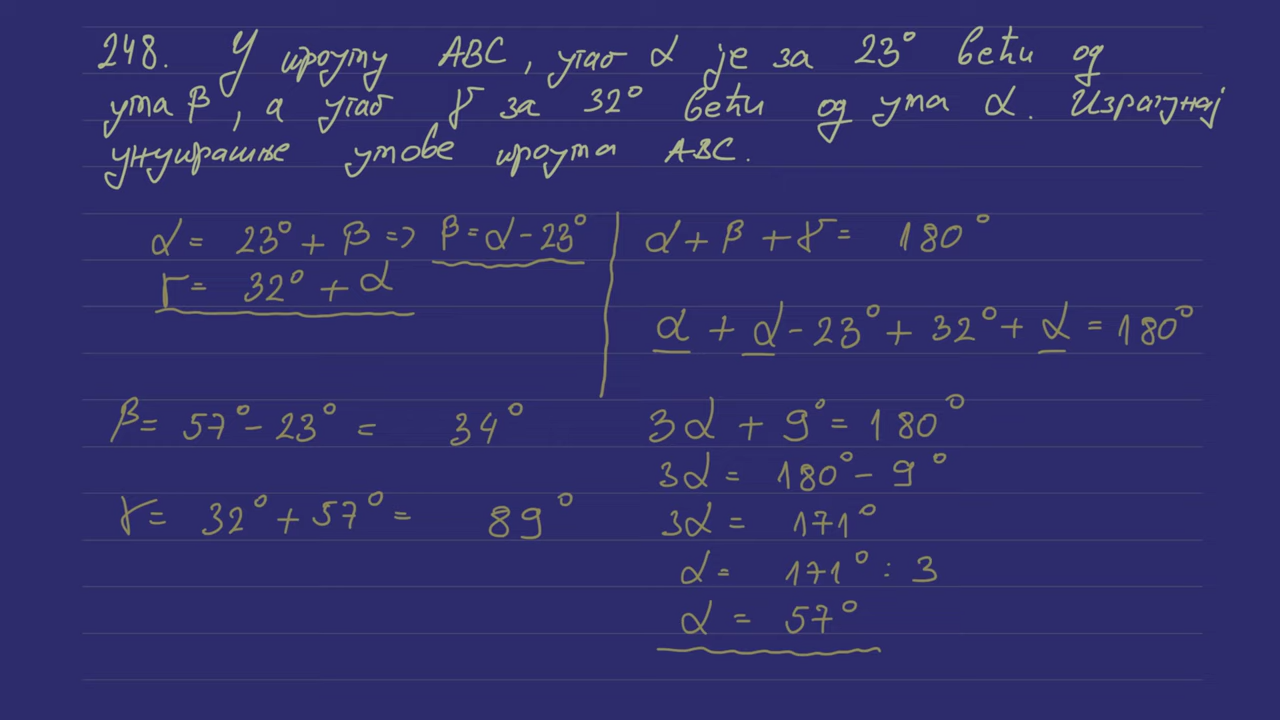 248. У троуглу ABC, угао α је за 23° већи од
угла β, а угао γ за 32° већи од угла α. Израчунај
унутрашње углове троугла ABC.
α = 23° + β => β = α - 23°
γ = 32° + α
α + β + γ = 180°
α + α - 23° + 32° + α = 180°
3α + 9° = 180°
3α = 180° - 9°
3α = 171°
α = 171° : 3
α = 57°
β = 57° - 23° = 34°
γ = 32° + 57° = 89°